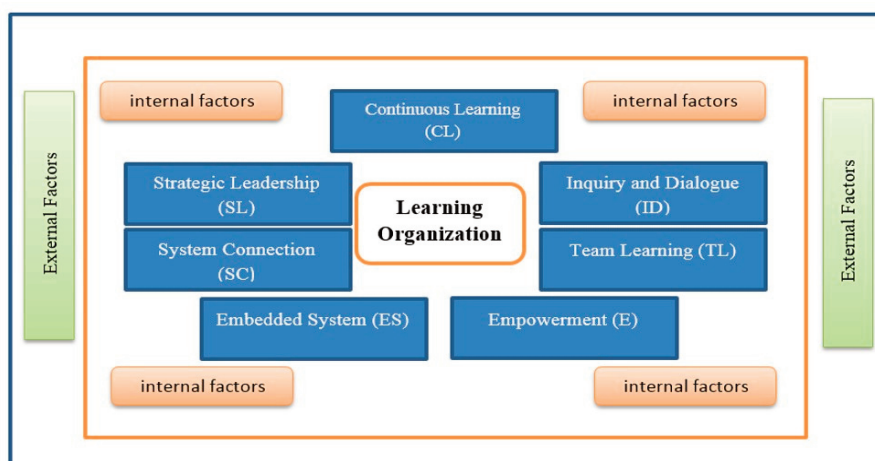 internal factors
internal factors
Continuous Learning
(CL)
External Factors
External Factors
Strategic Leadership
(SL)
Inquiry and Dialogue
(ID)
Learning
Organization
System Connection
(SC)
Team Learning (TL)
Embedded System (ES)
Empowerment (E)
internal factors
internal factors